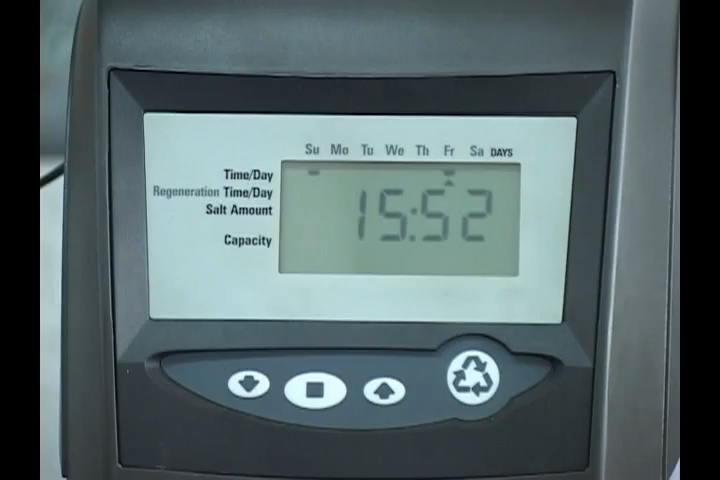 Su Mo Tu We Th Fr Sa DAYS
Time/Day
Regeneration Time/Day
Salt Amount
15:52
Capacity